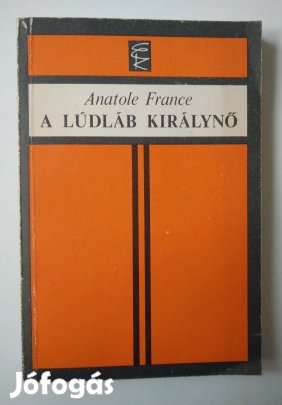 Anatole France
A LÚDLÁB KIRÁLYNŐ
Jófogás